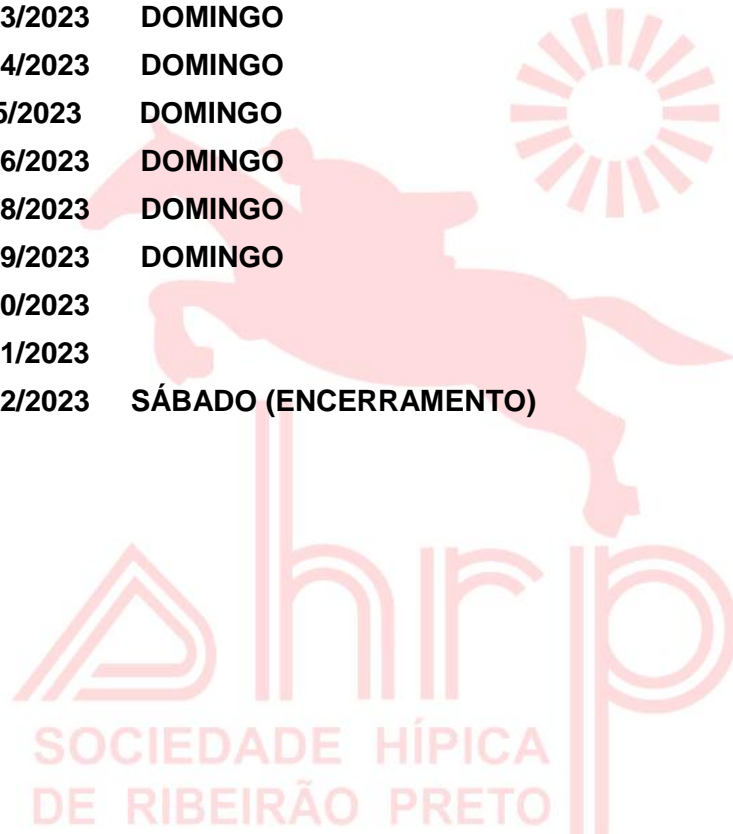 3/2023 DOMINGO
4/2023 DOMINGO
5/2023 DOMINGO
6/2023 DOMINGO
8/2023 DOMINGO
9/2023 DOMINGO
0/2023
1/2023
2/2023 SÁBADO (ENCERRAMENTO)
shrp
SOCIEDADE HÍPICA
DE RIBEIRÃO PRETO